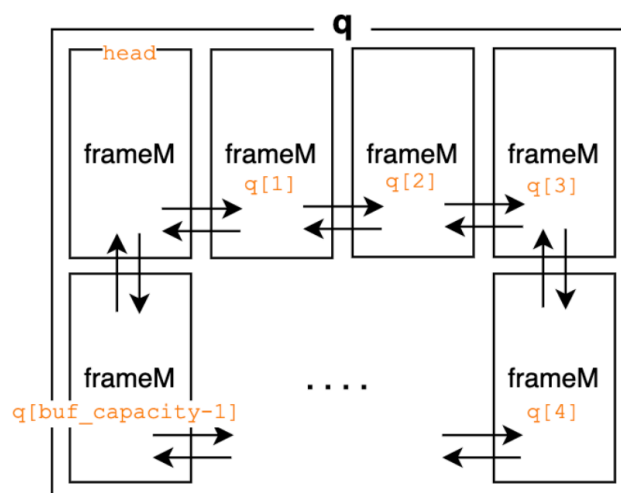 q
head
frameM
frameM
frameM
frameM
q[1]
q[2]
q[3]
frameM
....
frameM
q[buf_capacity-1]
q[4]